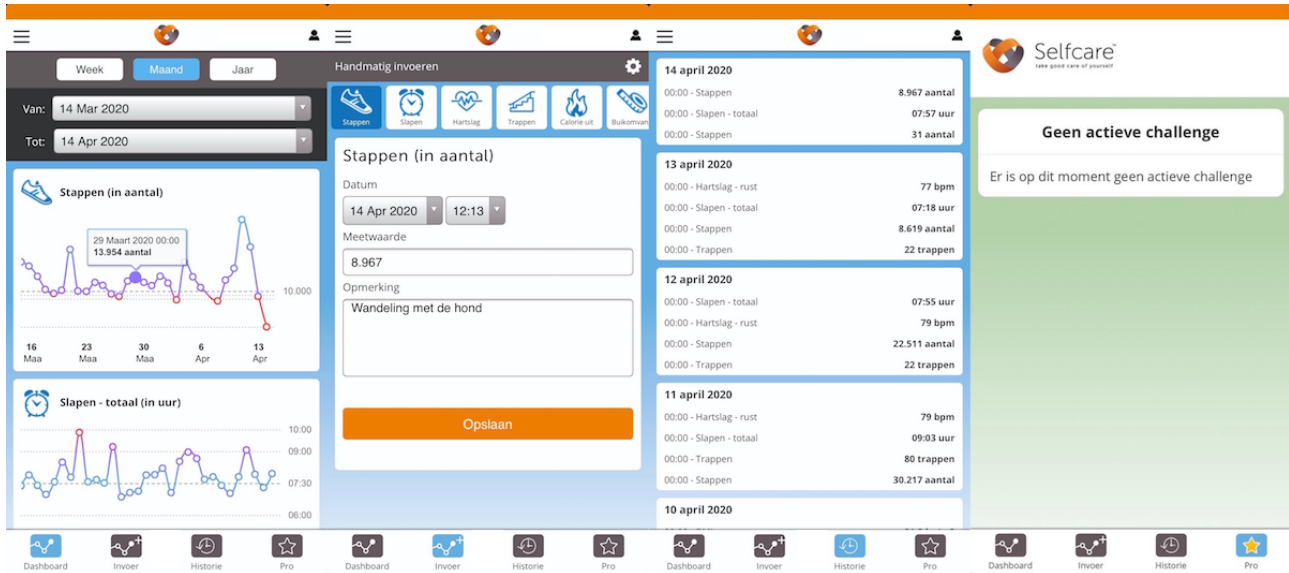 Week Maand Jaar
Van: 14 Mar 2020
Tot: 14 Apr 2020
Stappen (in aantal)
29 Maart 2020 00:00
13.954 aantal
10.000
16 23 30 6 13
Maa Maa Maa Apr Apr
Slapen - totaal (in uur)
10:00
09:00
07:30
06:00
Dashboard Invoer Historie Pro
Handmatig invoeren
Stappen Slapen Hartslag Trappen Calorie uit Buikomvan
Stappen (in aantal)
Datum
14 Apr 2020 12:13
Meetwaarde
8.967
Opmerking
Wandeling met de hond
Opslaan
Dashboard Invoer Historie Pro
14 april 2020
00:00 - Stappen 8.967 aantal
00:00 - Slapen - totaal 07:57 uur
00:00 - Stappen 31 aantal
13 april 2020
00:00 - Hartslag - rust 77 bpm
00:00 - Slapen - totaal 07:18 uur
00:00 - Stappen 8.619 aantal
00:00 - Trappen 22 trappen
12 april 2020
00:00 - Slapen - totaal 07:55 uur
00:00 - Hartslag - rust 79 bpm
00:00 - Stappen 22.511 aantal
00:00 - Trappen 22 trappen
11 april 2020
00:00 - Hartslag - rust 79 bpm
00:00 - Slapen - totaal 09:03 uur
00:00 - Trappen 80 trappen
00:00 - Stappen 30.217 aantal
10 april 2020
Dashboard Invoer Historie Pro
Selfcare™
take good care of yourself
Geen actieve challenge
Er is op dit moment geen actieve challenge
Dashboard Invoer Historie Pro